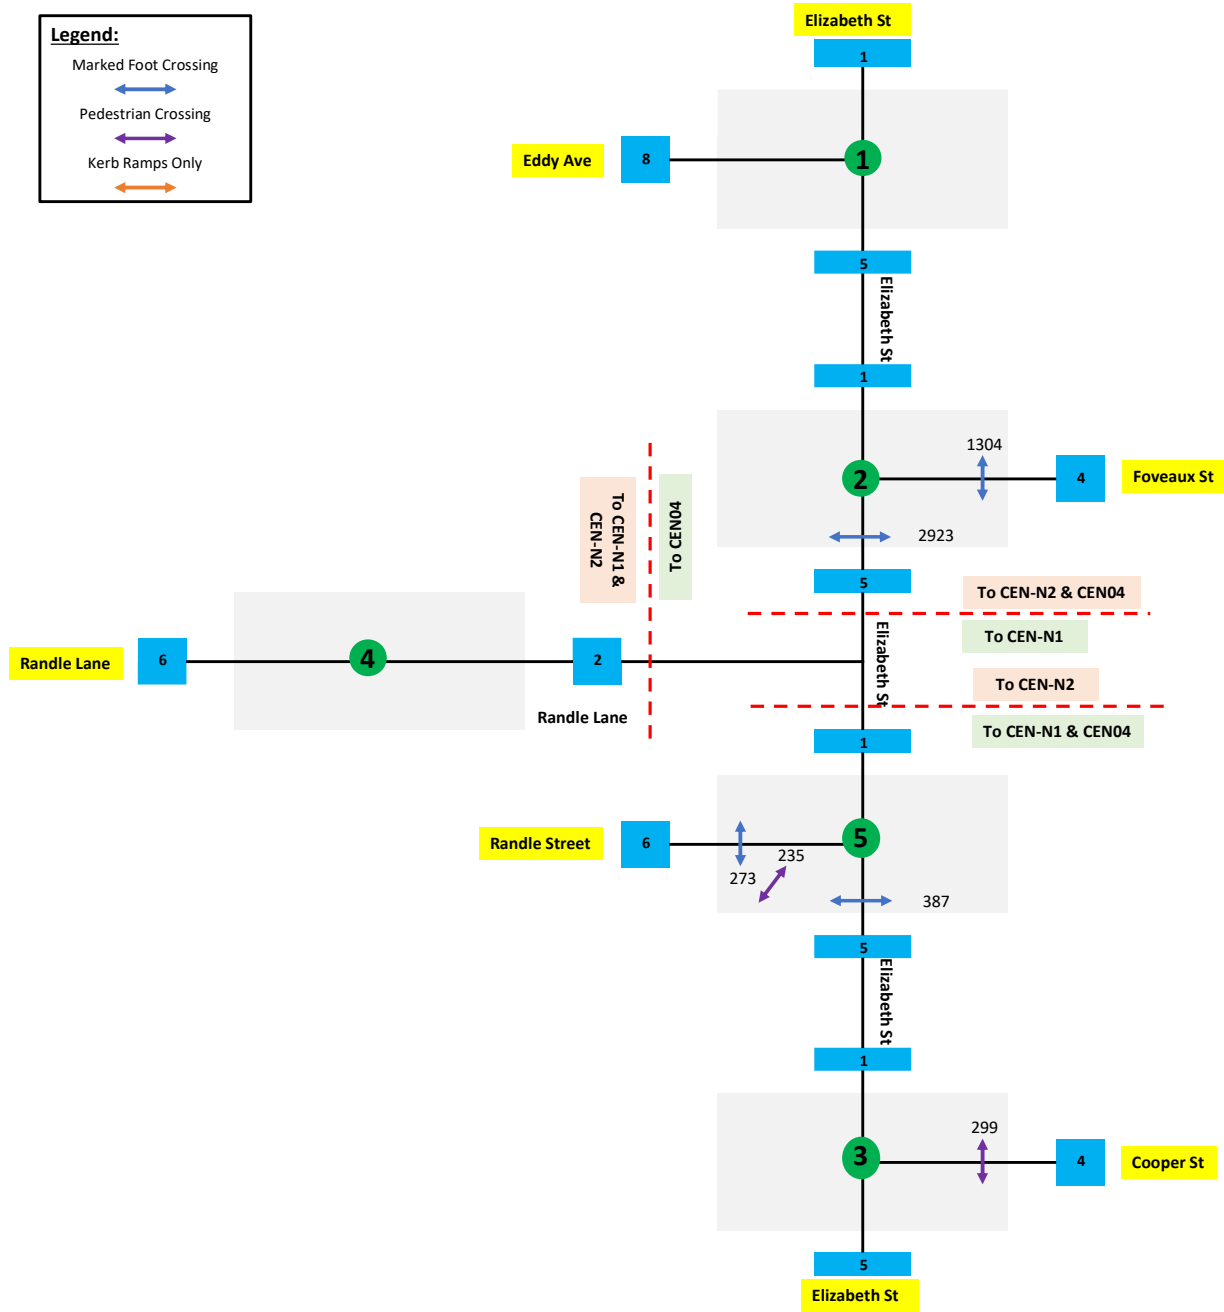 Elizabeth St
Legend:
Marked Foot Crossing
Pedestrian Crossing
Kerb Ramps Only
1
Eddy Ave
8
1
5
Elizabeth St
1
1304
2
4
Foveaux St
2923
To CEN-N1 &
CEN-N2
To CEN04
5
To CEN-N2 & CEN04
Elizabeth St
To CEN-N1
Randle Lane
6
4
2
To CEN-N2
Randle Lane
To CEN-N1 & CEN04
1
Randle Street
6
5
235
273
387
5
Elizabeth St
1
299
3
4
Cooper St
5
Elizabeth St